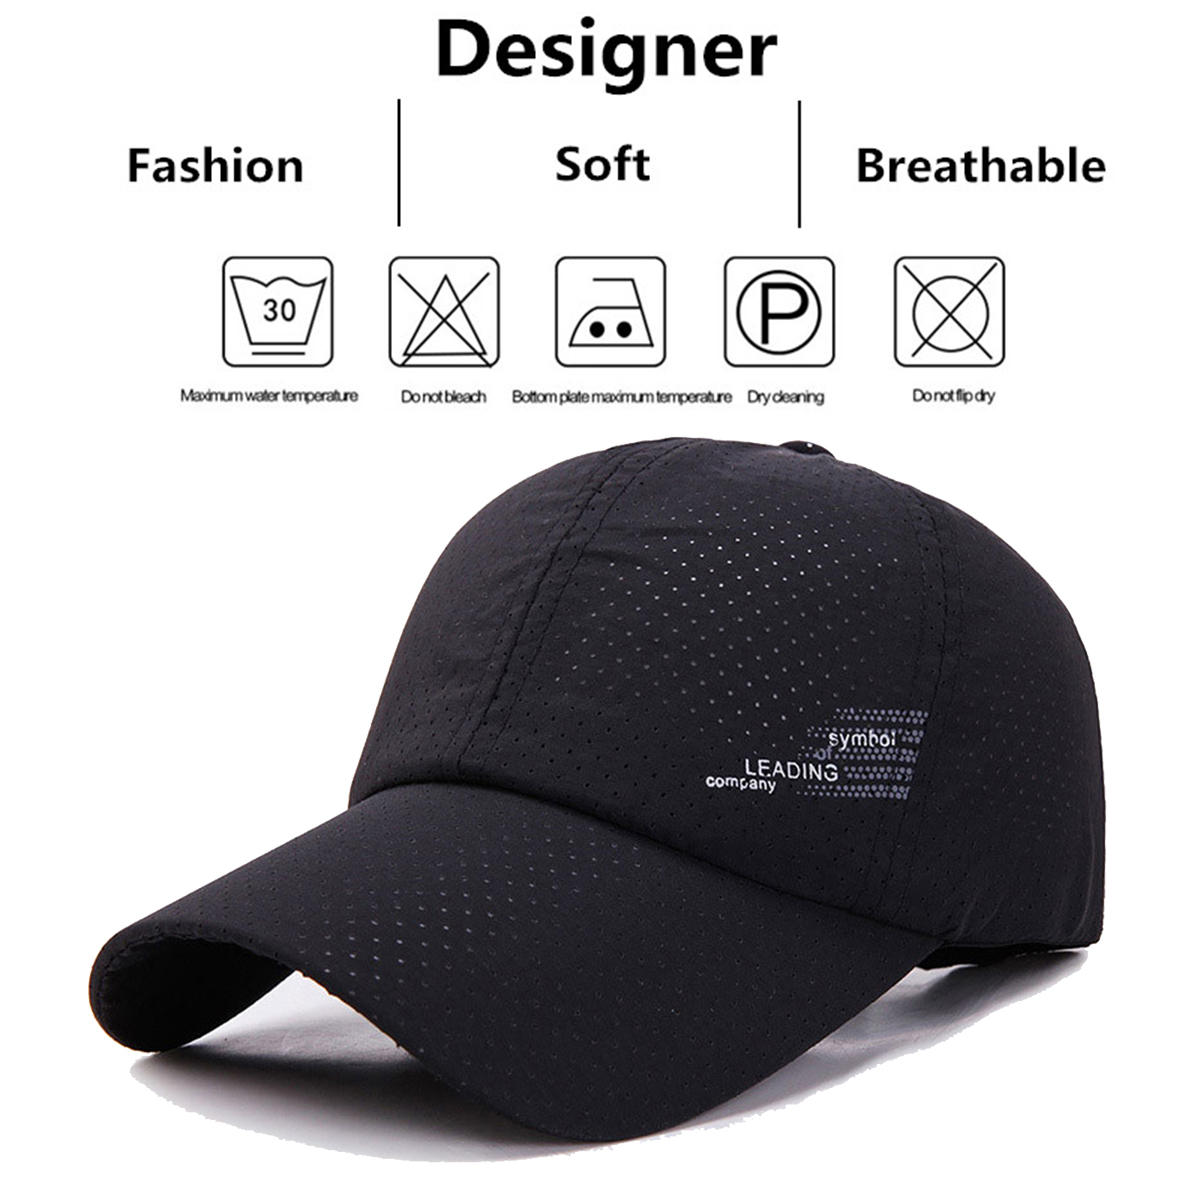 Designer
Fashion
Soft
Breathable
30
P
Maximum water temperature
Do not bleach
Bottom plate maximum temperature
Dry cleaning
Do not flip dry
symbol
of
LEADING
company